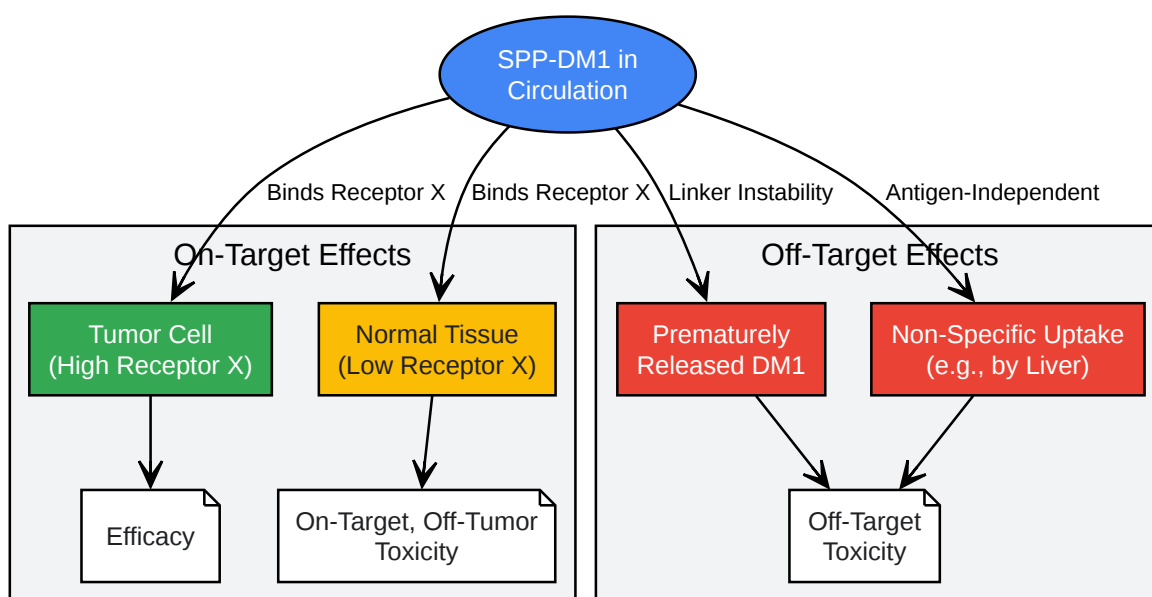 SPP-DM1 in
Circulation
Binds Receptor X
Binds Receptor X
Linker Instability
Antigen-Independent
On-Target Effects
Off-Target Effects
Tumor Cell
(High Receptor X)
Normal Tissue
(Low Receptor X)
Prematurely
Released DM1
Non-Specific Uptake
(e.g., by Liver)
Efficacy
On-Target, Off-Tumor
Toxicity
Off-Target
Toxicity